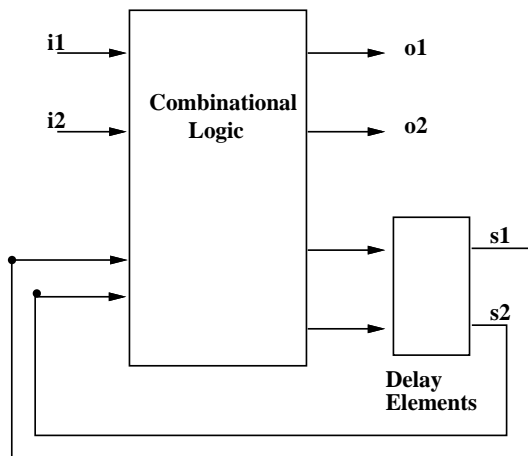 i1
o1
Combinational
Logic
i2
o2
s1
s2
Delay
Elements